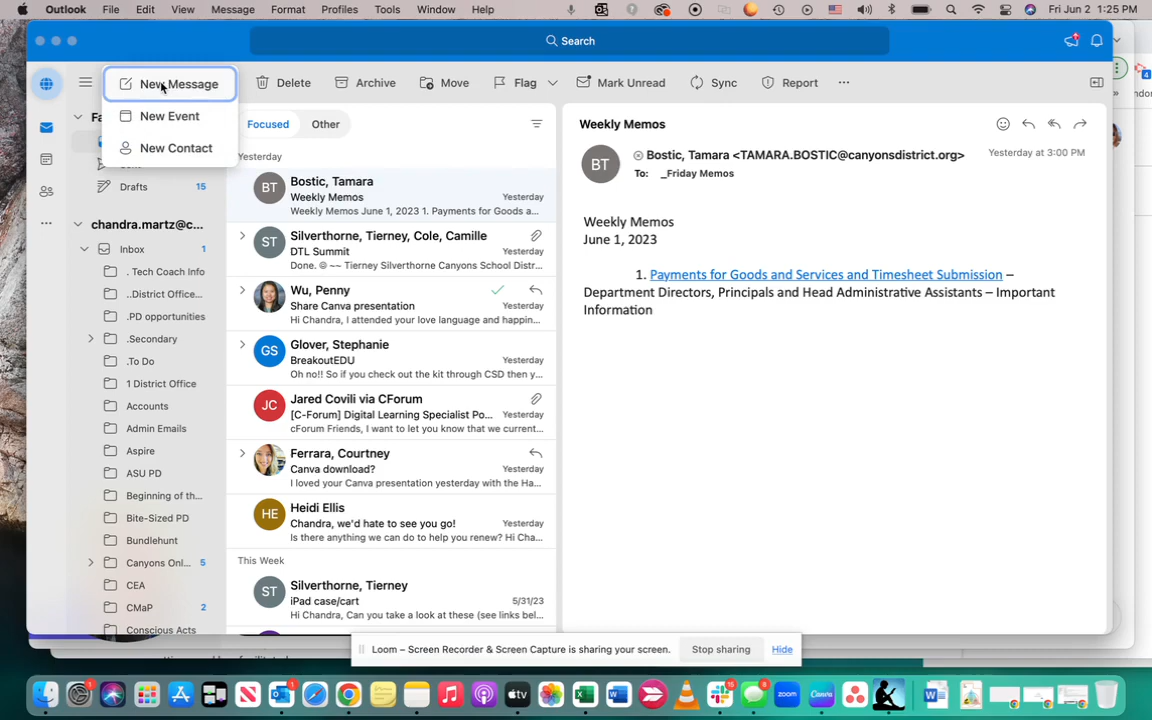 Outlook File Edit View Message Format Profiles Tools Window Help Fri Jun 2 1:25 PM
Search
New Message
New Event
New Contact
Delete Archive Move Flag Mark Unread Sync Report
Drafts 15
chandra.martz@c...
Inbox 1
. Tech Coach Info
..District Office...
.PD opportunities
.Secondary
.To Do
1 District Office
Accounts
Admin Emails
Aspire
ASU PD
Beginning of th...
Bite-Sized PD
Bundlehunt
Canyons Onl... 5
CEA
CMaP 2
Conscious Acts
Focused Other
Yesterday
BT
Bostic, Tamara
Weekly Memos Yesterday
Weekly Memos June 1, 2023 1. Payments for Goods a...
ST
Silverthorne, Tierney, Cole, Camille
DTL Summit Yesterday
Done. ☺ ~~ Tierney Silverthorne Canyons School Distr...
Wu, Penny
Share Canva presentation Yesterday
Hi Chandra, I attended your love language and happin...
GS
Glover, Stephanie
BreakoutEDU Yesterday
Oh no!! So if you check out the kit through CSD then y...
JC
Jared Covili via CForum
[C-Forum] Digital Learning Specialist Po... Yesterday
cForum Friends, I want to let you know that we current...
Ferrara, Courtney
Canva download? Yesterday
I loved your Canva presentation yesterday with the Ha...
HE
Heidi Ellis
Chandra, we'd hate to see you go! Yesterday
Is there anything we can do to help you renew? Hi Cha...
This Week
ST
Silverthorne, Tierney
iPad case/cart 5/31/23
Hi Chandra, Can you take a look at these (see links bel...
Weekly Memos
BT
Bostic, Tamara <TAMARA.BOSTIC@canyonsdistrict.org> Yesterday at 3:00 PM
To: _Friday Memos
Weekly Memos
June 1, 2023
1. Payments for Goods and Services and Timesheet Submission –
Department Directors, Principals and Head Administrative Assistants – Important
Information
Loom – Screen Recorder & Screen Capture is sharing your screen. Stop sharing Hide